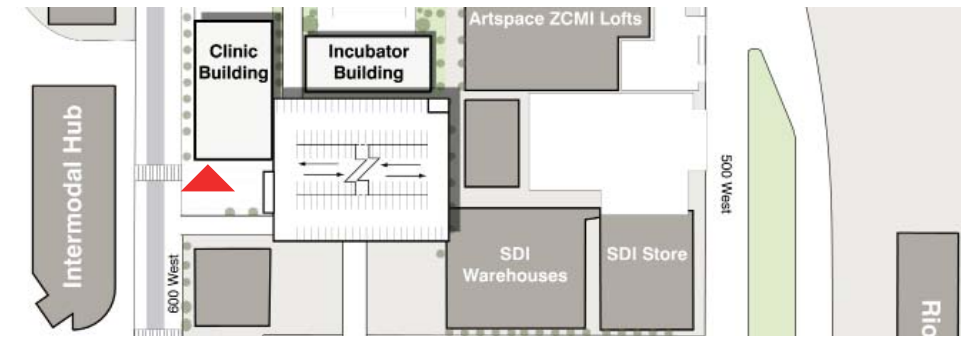 Artspace ZCMI Lofts
Clinic
Building
Incubator
Building
Intermodal Hub
500 West
SDI
Warehouses
SDI Store
600 West
Rio